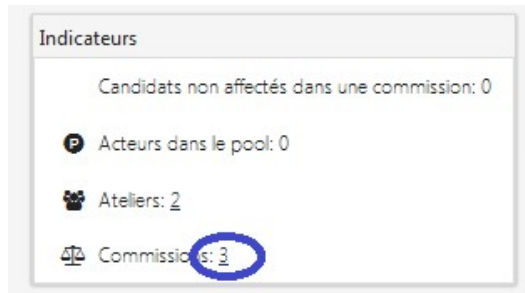 Indicateurs
Candidats non affectés dans une commission: 0
P Acteurs dans le pool: 0
Ateliers: 2
Commissions: 3